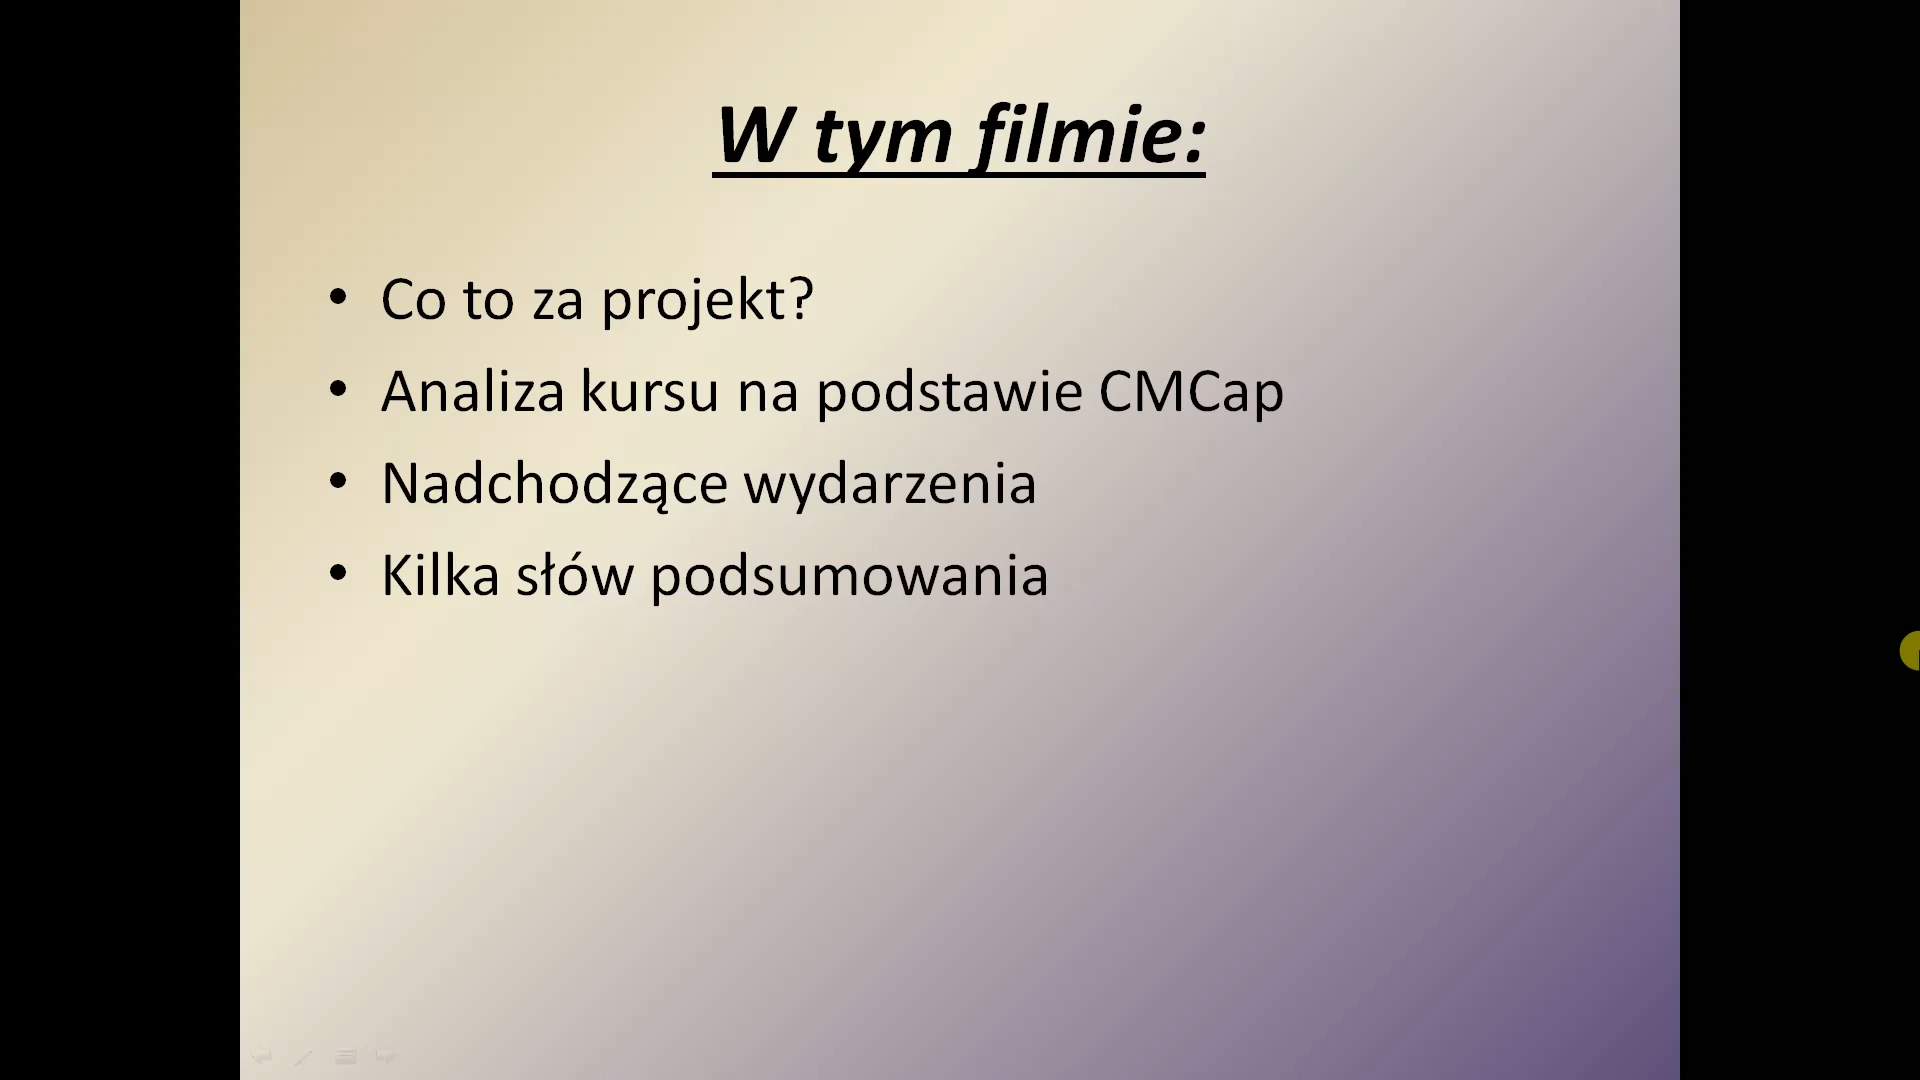 W tym filmie:
• Co to za projekt?
• Analiza kursu na podstawie CMCap
• Nadchodzące wydarzenia
• Kilka słów podsumowania